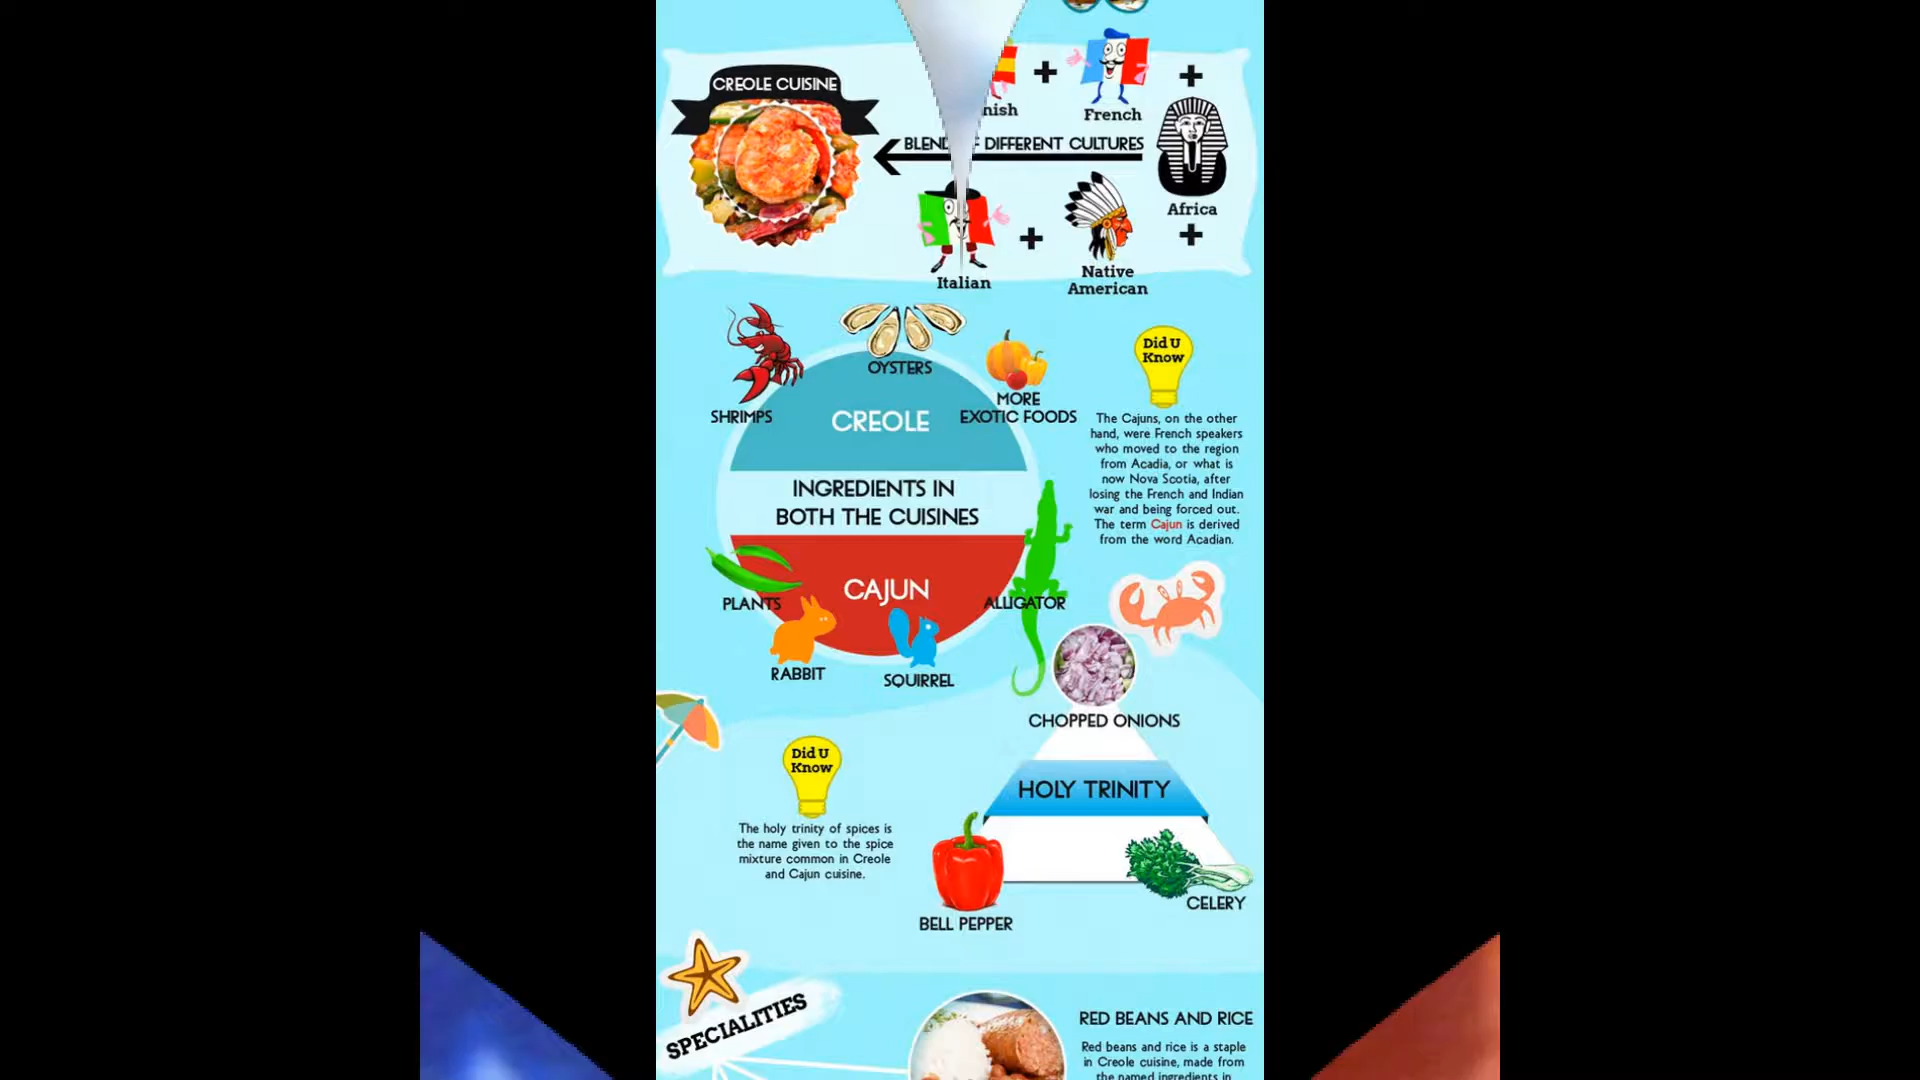 CREOLE CUISINE
nish
French
BLEND F DIFFERENT CULTURES
Africa
Italian
Native
American
SHRIMPS
OYSTERS
MORE
EXOTIC FOODS
CREOLE
INGREDIENTS IN
BOTH THE CUISINES
CAJUN
PLANTS
RABBIT
SQUIRREL
ALLIGATOR
Did U
Know
The Cajuns, on the other
hand, were French speakers
who moved to the region
from Acadia, or what is
now Nova Scotia, after
losing the French and Indian
war and being forced out.
The term Cajun is derived
from the word Acadian.
CHOPPED ONIONS
HOLY TRINITY
BELL PEPPER
CELERY
Did U
Know
The holy trinity of spices is
the name given to the spice
mixture common in Creole
and Cajun cuisine.
SPECIALITIES
RED BEANS AND RICE
Red beans and rice is a staple
in Creole cuisine, made from
the named ingredients in